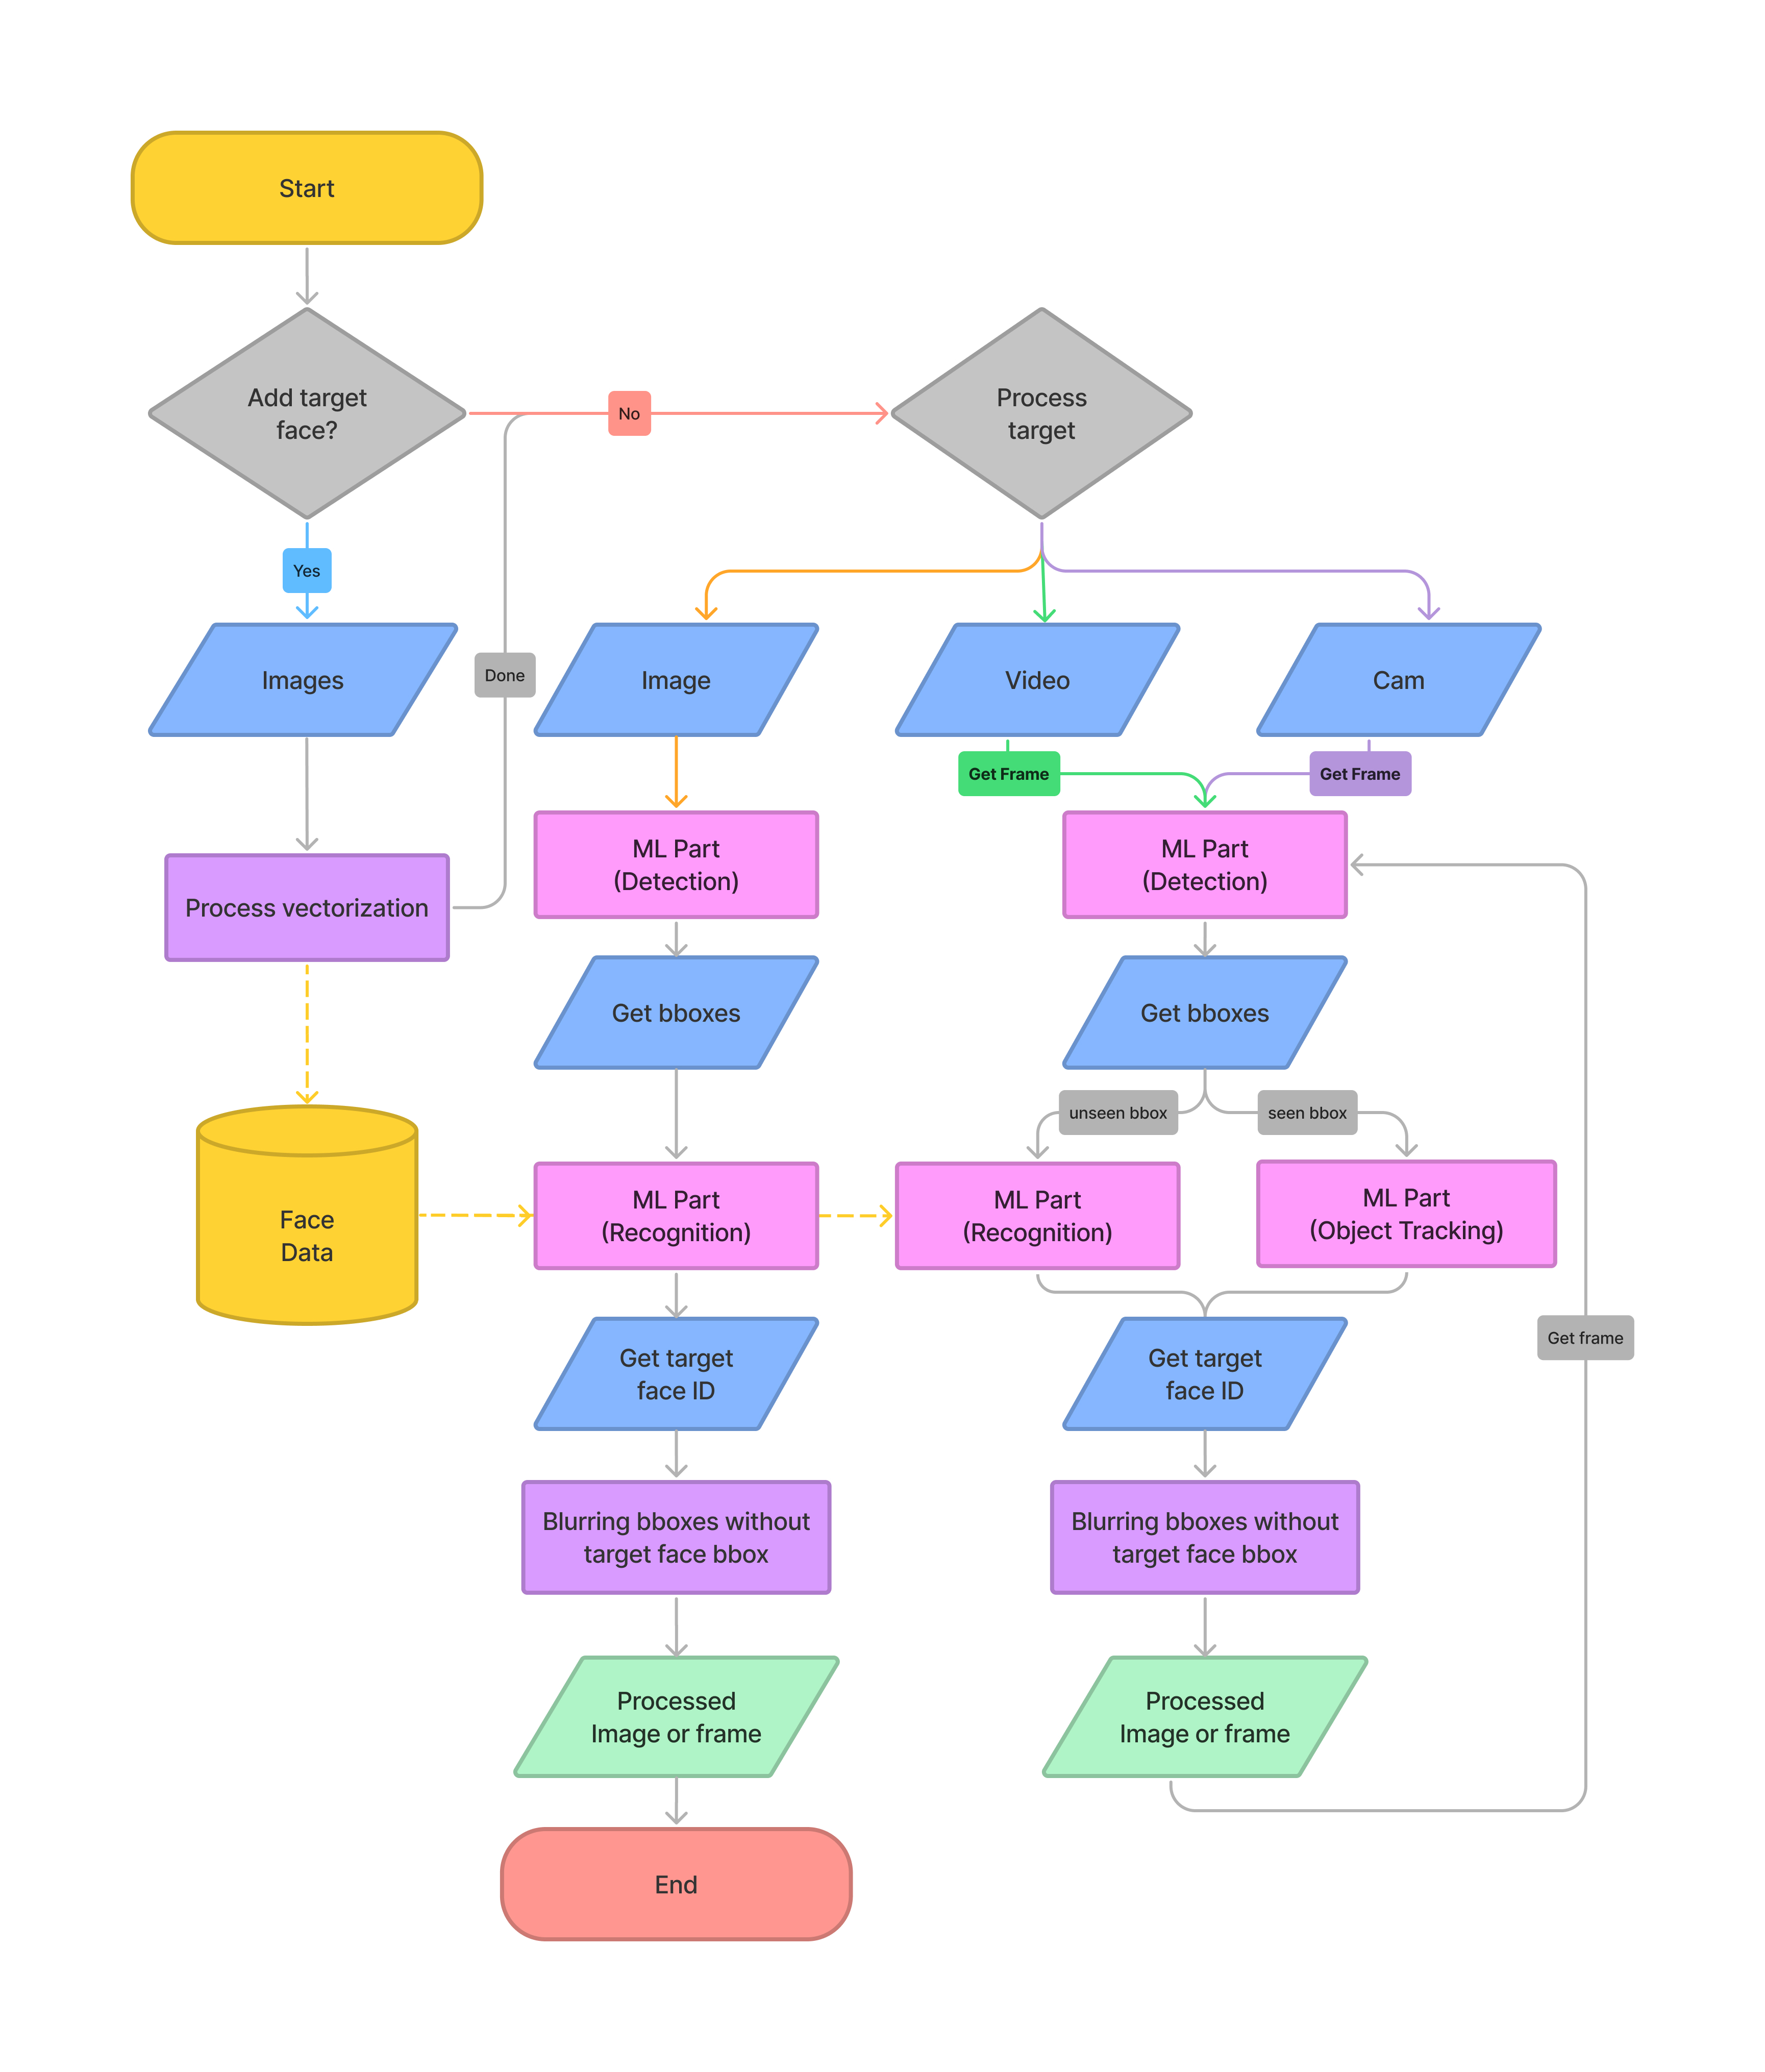 Start
Add target
face?
No
Process
target
Yes
Images
Done
Image
Video
Cam
Get Frame
Get Frame
ML Part
(Detection)
ML Part
(Detection)
Process vectorization
Get bboxes
Get bboxes
unseen bbox
seen bbox
Face
Data
ML Part
(Recognition)
ML Part
(Recognition)
ML Part
(Object Tracking)
Get target
face ID
Get target
face ID
Get frame
Blurring bboxes without
target face bbox
Blurring bboxes without
target face bbox
Processed
Image or frame
Processed
Image or frame
End